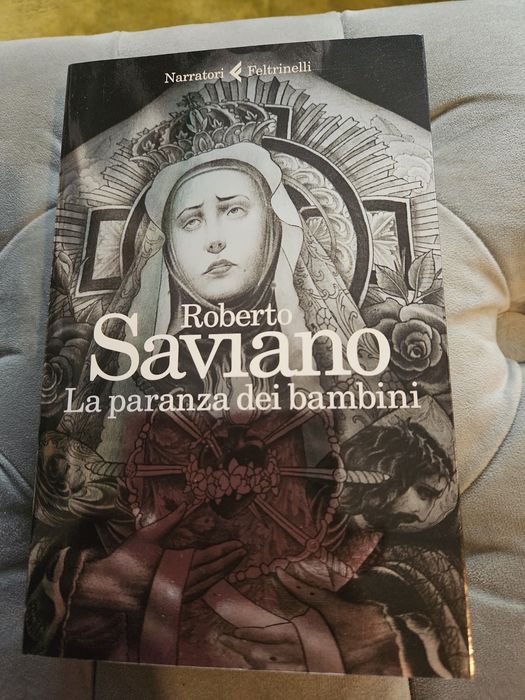 Narratori Feltrinelli
Roberto
Saviano
La paranza dei bambini